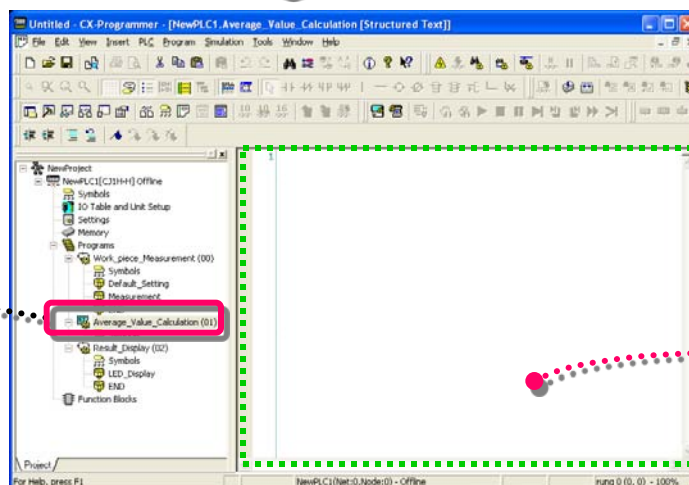 Untitled - CX-Programmer - [NewPLC1.Average_Value_Calculation [Structured Text]]
File Edit View Insert PLC Program Simulation Tools Window Help
1
NewProject
NewPLC1[CJ1H-H] Offline
Symbols
IO Table and Unit Setup
Settings
Memory
Programs
Work_piece_Measurement (00)
Symbols
Default_Setting
Measurement
Average_Value_Calculation (01)
Result_Display (02)
Symbols
LED_Display
END
Function Blocks
Project
For Help, press F1
NewPLC1(Net:0,Node:0) - Offline
rung 0 (0, 0) - 100%